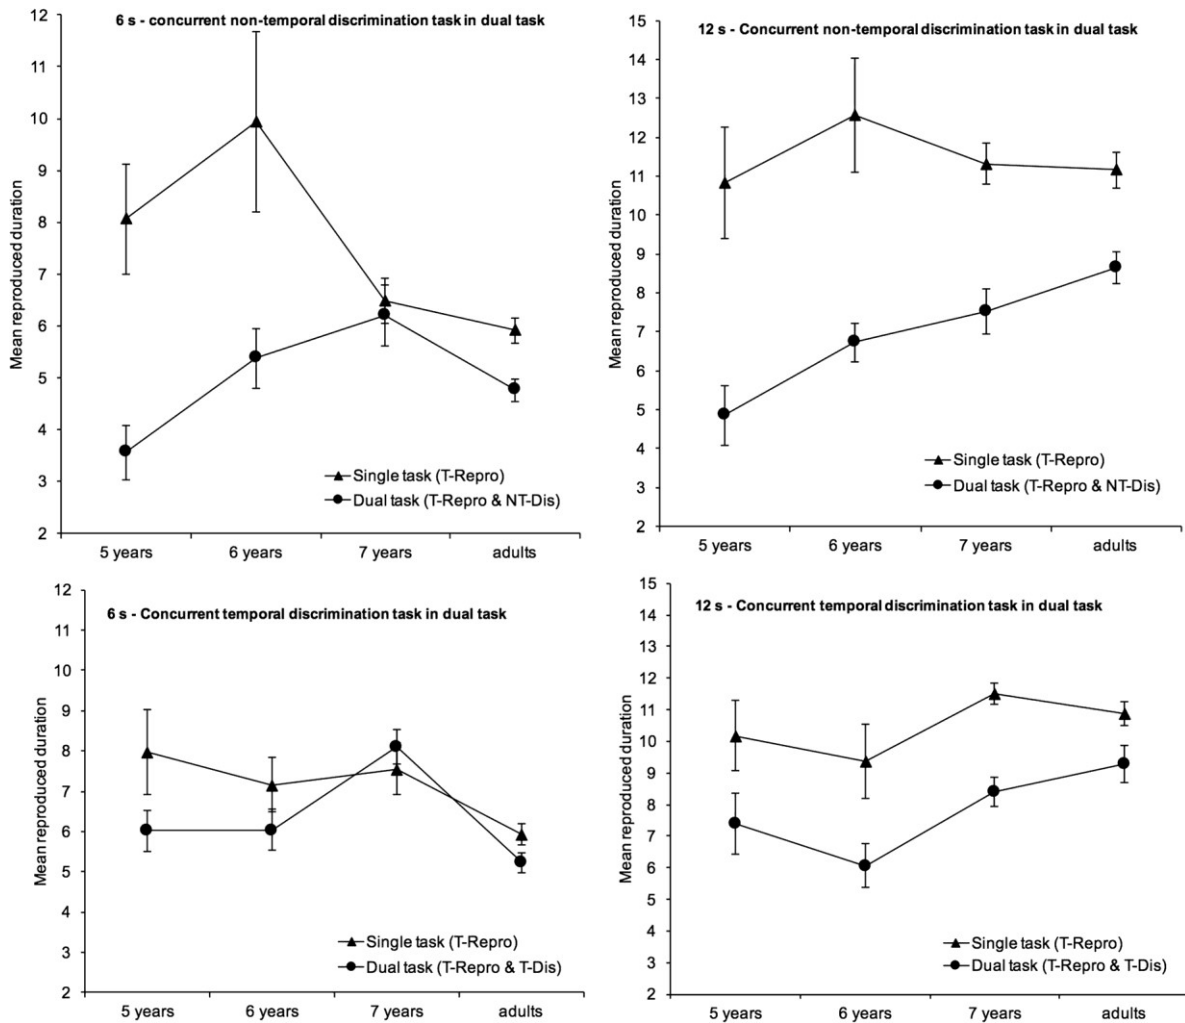 6 s - concurrent non-temporal discrimination task in dual task
Mean reproduced duration
12
11
10
9
8
7
6
5
4
3
2
Single task (T-Repro)
Dual task (T-Repro & NT-Dis)
5 years 6 years 7 years adults
12 s - Concurrent non-temporal discrimination task in dual task
Mean reproduced duration
15
14
13
12
11
10
9
8
7
6
5
4
3
2
Single task (T-Repro)
Dual task (T-Repro & NT-Dis)
5 years 6 years 7 years adults
6 s - Concurrent temporal discrimination task in dual task
Mean reproduced duration
12
11
10
9
8
7
6
5
4
3
2
Single task (T-Repro)
Dual task (T-Repro & T-Dis)
5 years 6 years 7 years adults
12 s - Concurrent temporal discrimination task in dual task
Mean reproduced duration
15
14
13
12
11
10
9
8
7
6
5
4
3
2
Single task (T-Repro)
Dual task (T-Repro & T-Dis)
5 years 6 years 7 years adults